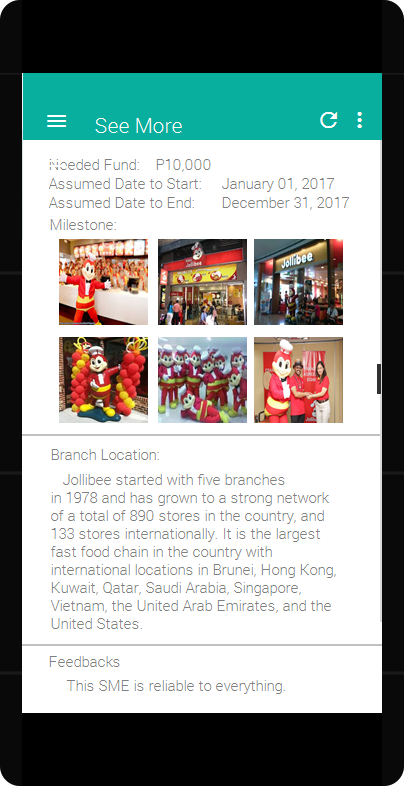 See More
Needed Fund: P10,000
Assumed Date to Start: January 01, 2017
Assumed Date to End: December 31, 2017
Milestone:
Jollibee
Jollibee
Branch Location:
Jollibee started with five branches
in 1978 and has grown to a strong network
of a total of 890 stores in the country, and
133 stores internationally. It is the largest
fast food chain in the country with
international locations in Brunei, Hong Kong,
Kuwait, Qatar, Saudi Arabia, Singapore,
Vietnam, the United Arab Emirates, and the
United States.
Feedbacks
This SME is reliable to everything.